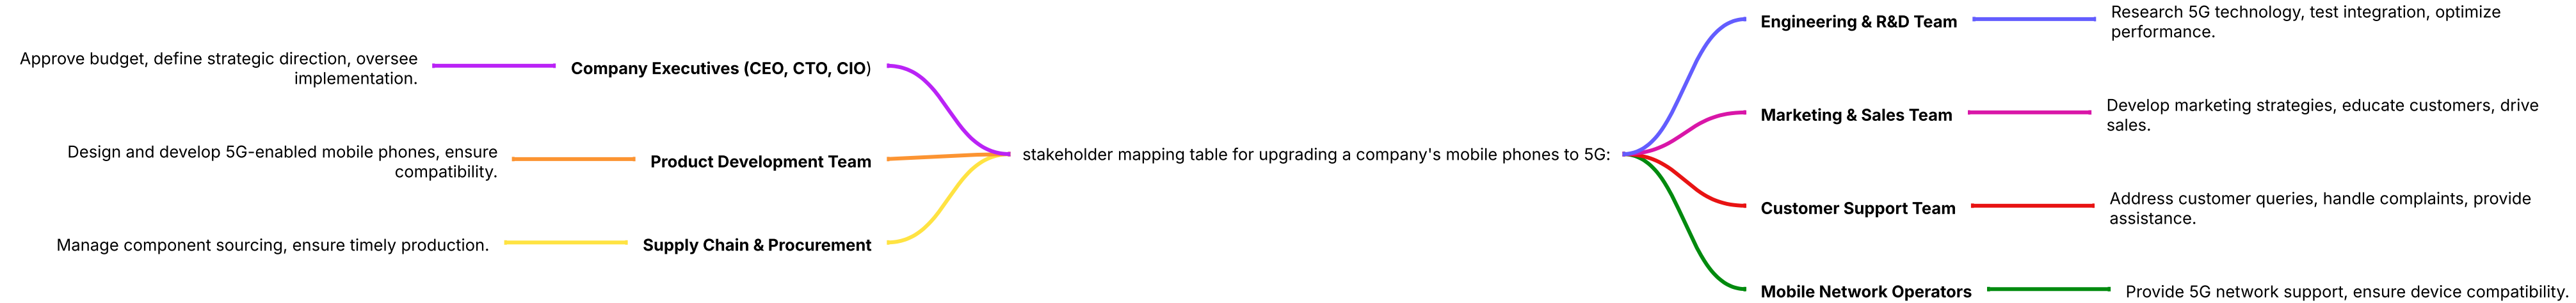 Approve budget, define strategic direction, oversee
implementation.
Company Executives (CEO, CTO, CIO)
Design and develop 5G-enabled mobile phones, ensure
compatibility.
Product Development Team
Manage component sourcing, ensure timely production.
Supply Chain & Procurement
stakeholder mapping table for upgrading a company's mobile phones to 5G:
Engineering & R&D Team
Research 5G technology, test integration, optimize
performance.
Marketing & Sales Team
Develop marketing strategies, educate customers, drive
sales.
Customer Support Team
Address customer queries, handle complaints, provide
assistance.
Mobile Network Operators
Provide 5G network support, ensure device compatibility.